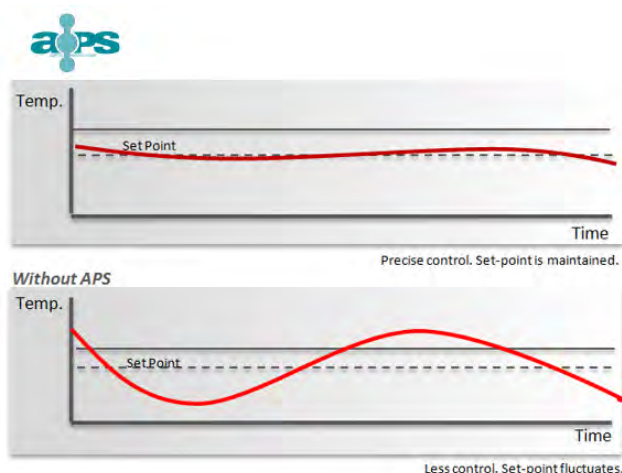 aps
Temp.
Set Point
Time
Precise control. Set-point is maintained.
Without APS
Temp.
Set Point
Time
Less control. Set-point fluctuates.